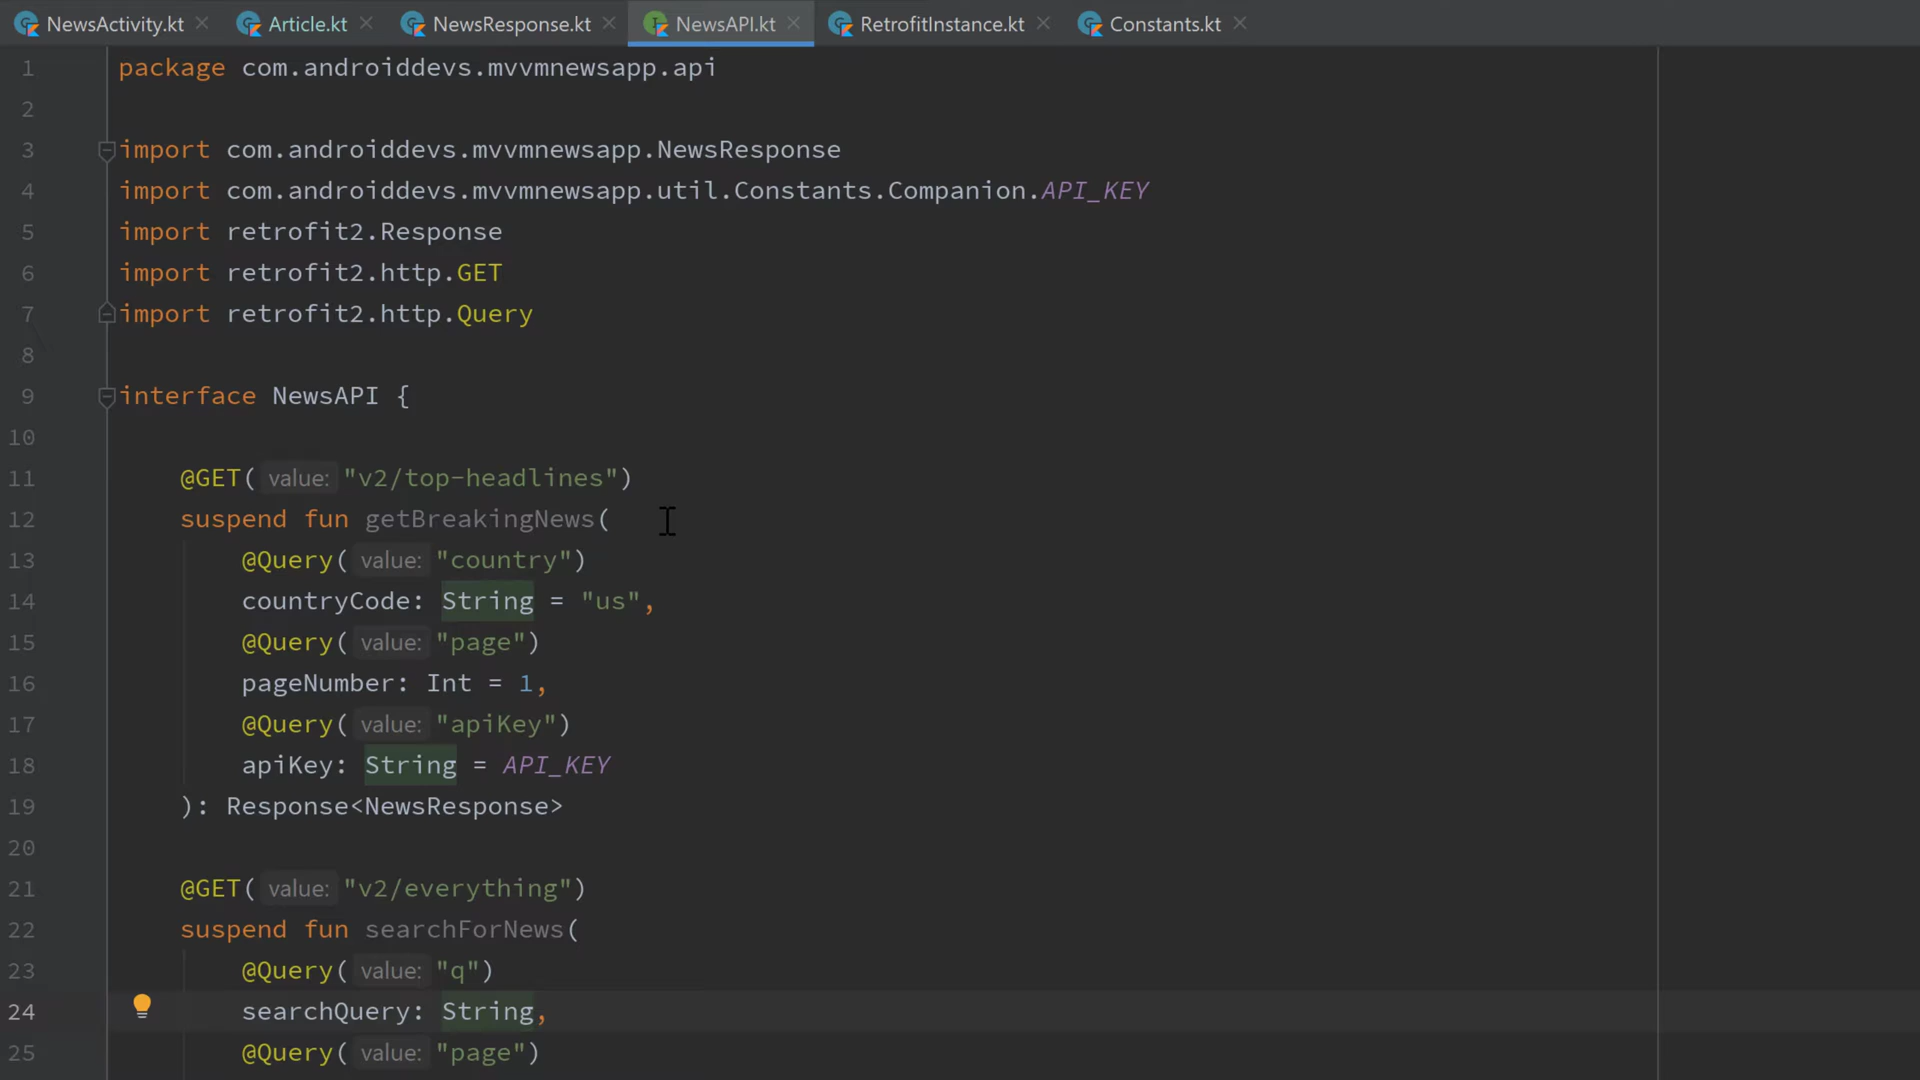 NewsActivity.kt Article.kt NewsResponse.kt NewsAPI.kt RetrofitInstance.kt Constants.kt
1 package com.androiddevs.mvvmnewsapp.api
2
3 import com.androiddevs.mvvmnewsapp.NewsResponse
4 import com.androiddevs.mvvmnewsapp.util.Constants.Companion.API_KEY
5 import retrofit2.Response
6 import retrofit2.http.GET
7 import retrofit2.http.Query
8
9 interface NewsAPI {
10
11 @GET( value: "v2/top-headlines")
12 suspend fun getBreakingNews(
13 @Query( value: "country")
14 countryCode: String = "us",
15 @Query( value: "page")
16 pageNumber: Int = 1,
17 @Query( value: "apiKey")
18 apiKey: String = API_KEY
19 ): Response<NewsResponse>
20
21 @GET( value: "v2/everything")
22 suspend fun searchForNews(
23 @Query( value: "q")
24 searchQuery: String,
25 @Query( value: "page")